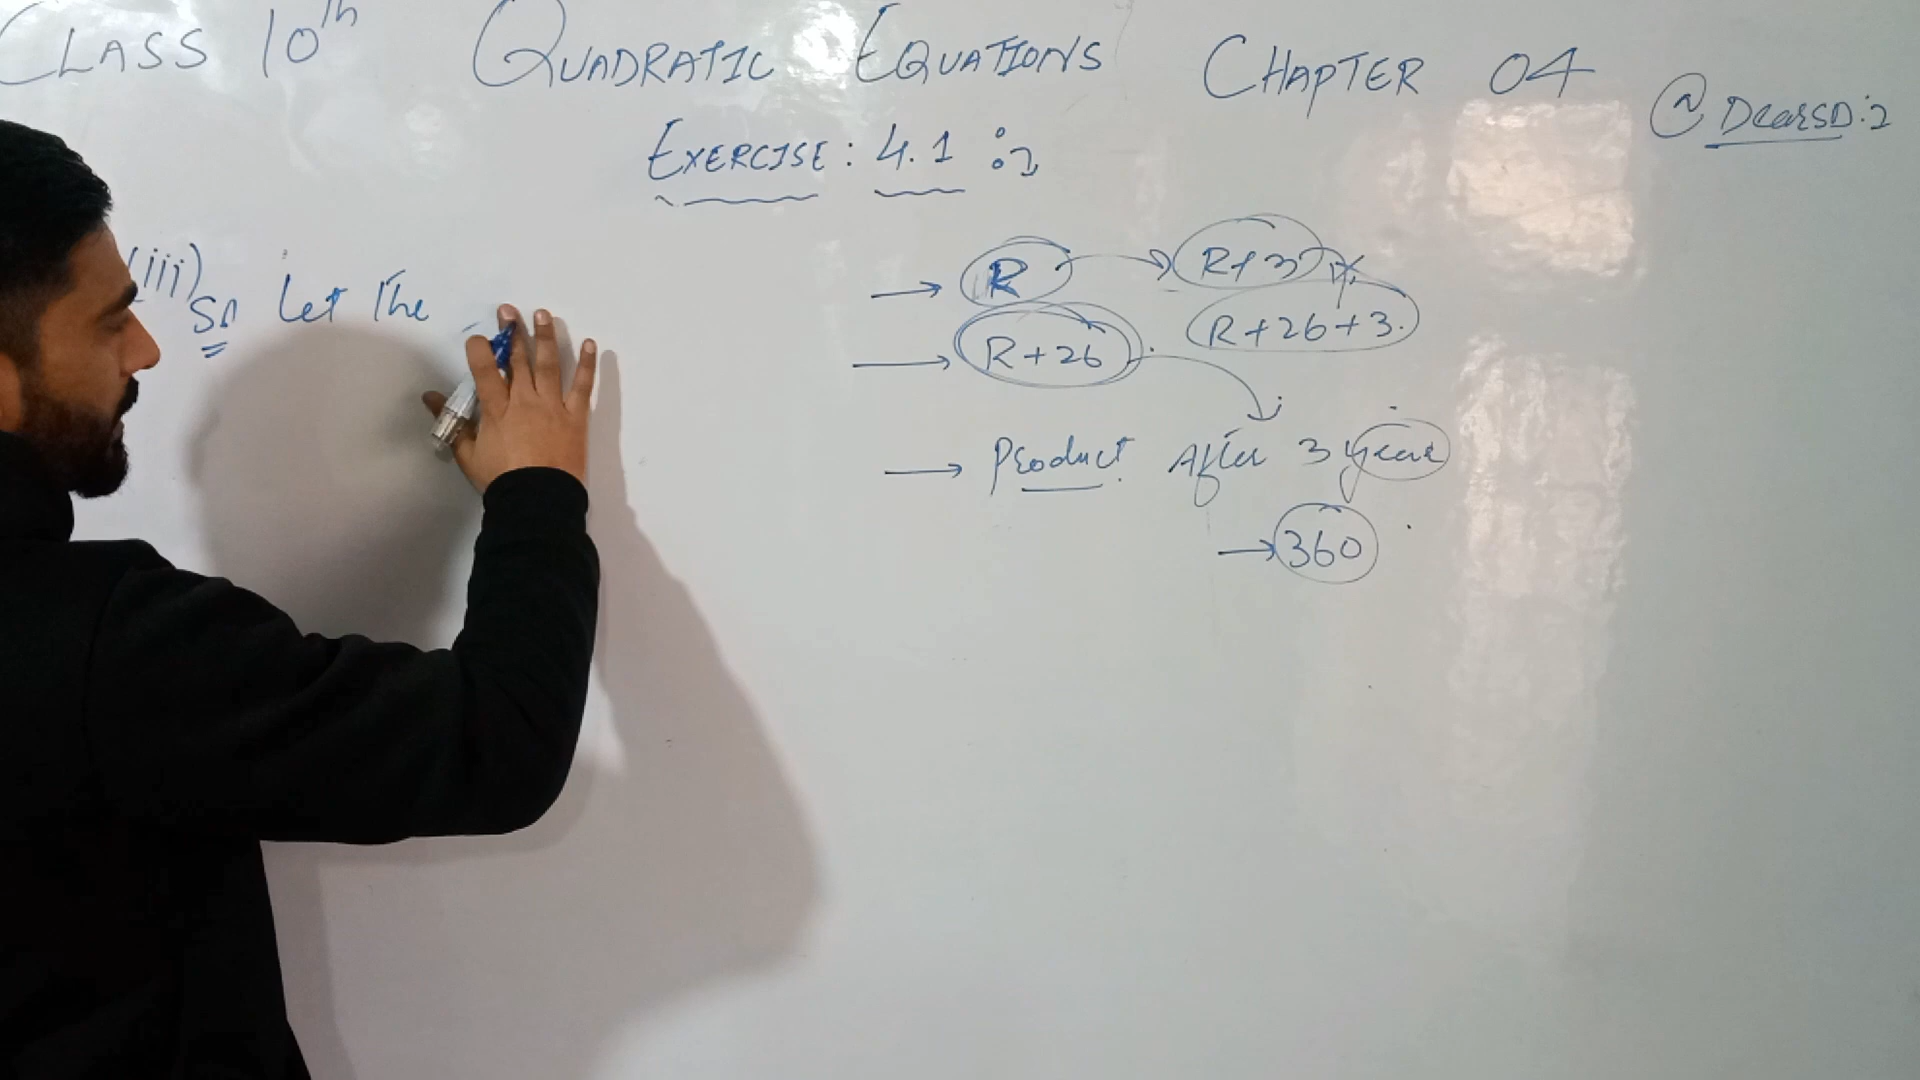 CLASS 10th QUADRATIC EQUATIONS CHAPTER 04
@DearSD:2
EXERCISE: 4.1
(iii) Sol Let The
→ R → R+3
→ R+26 R+26+3.
→ Product After 3 year
→ 360